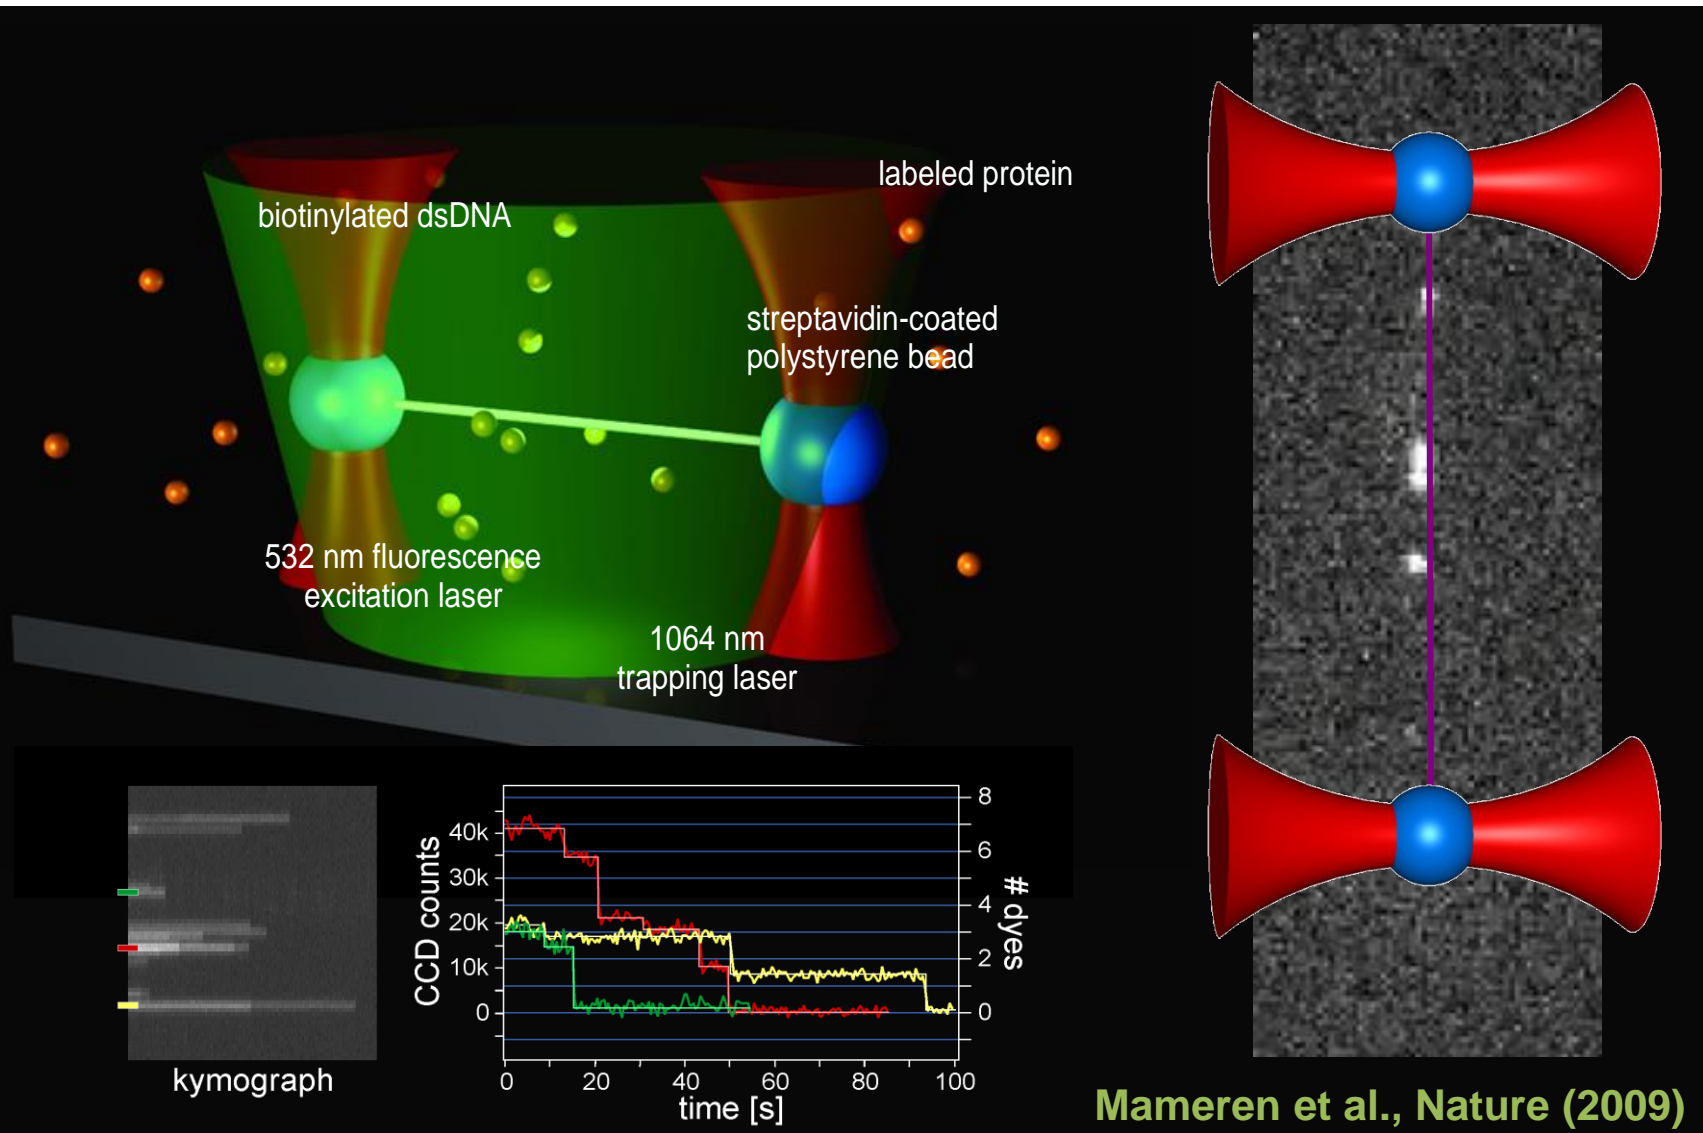 labeled protein
biotinylated dsDNA
streptavidin-coated
polystyrene bead
532 nm fluorescence
excitation laser
1064 nm
trapping laser
kymograph
CCD counts
40k
30k
20k
10k
0
8
6
4
2
0
# dyes
0 20 40 60 80 100
time [s]
Mameren et al., Nature (2009)